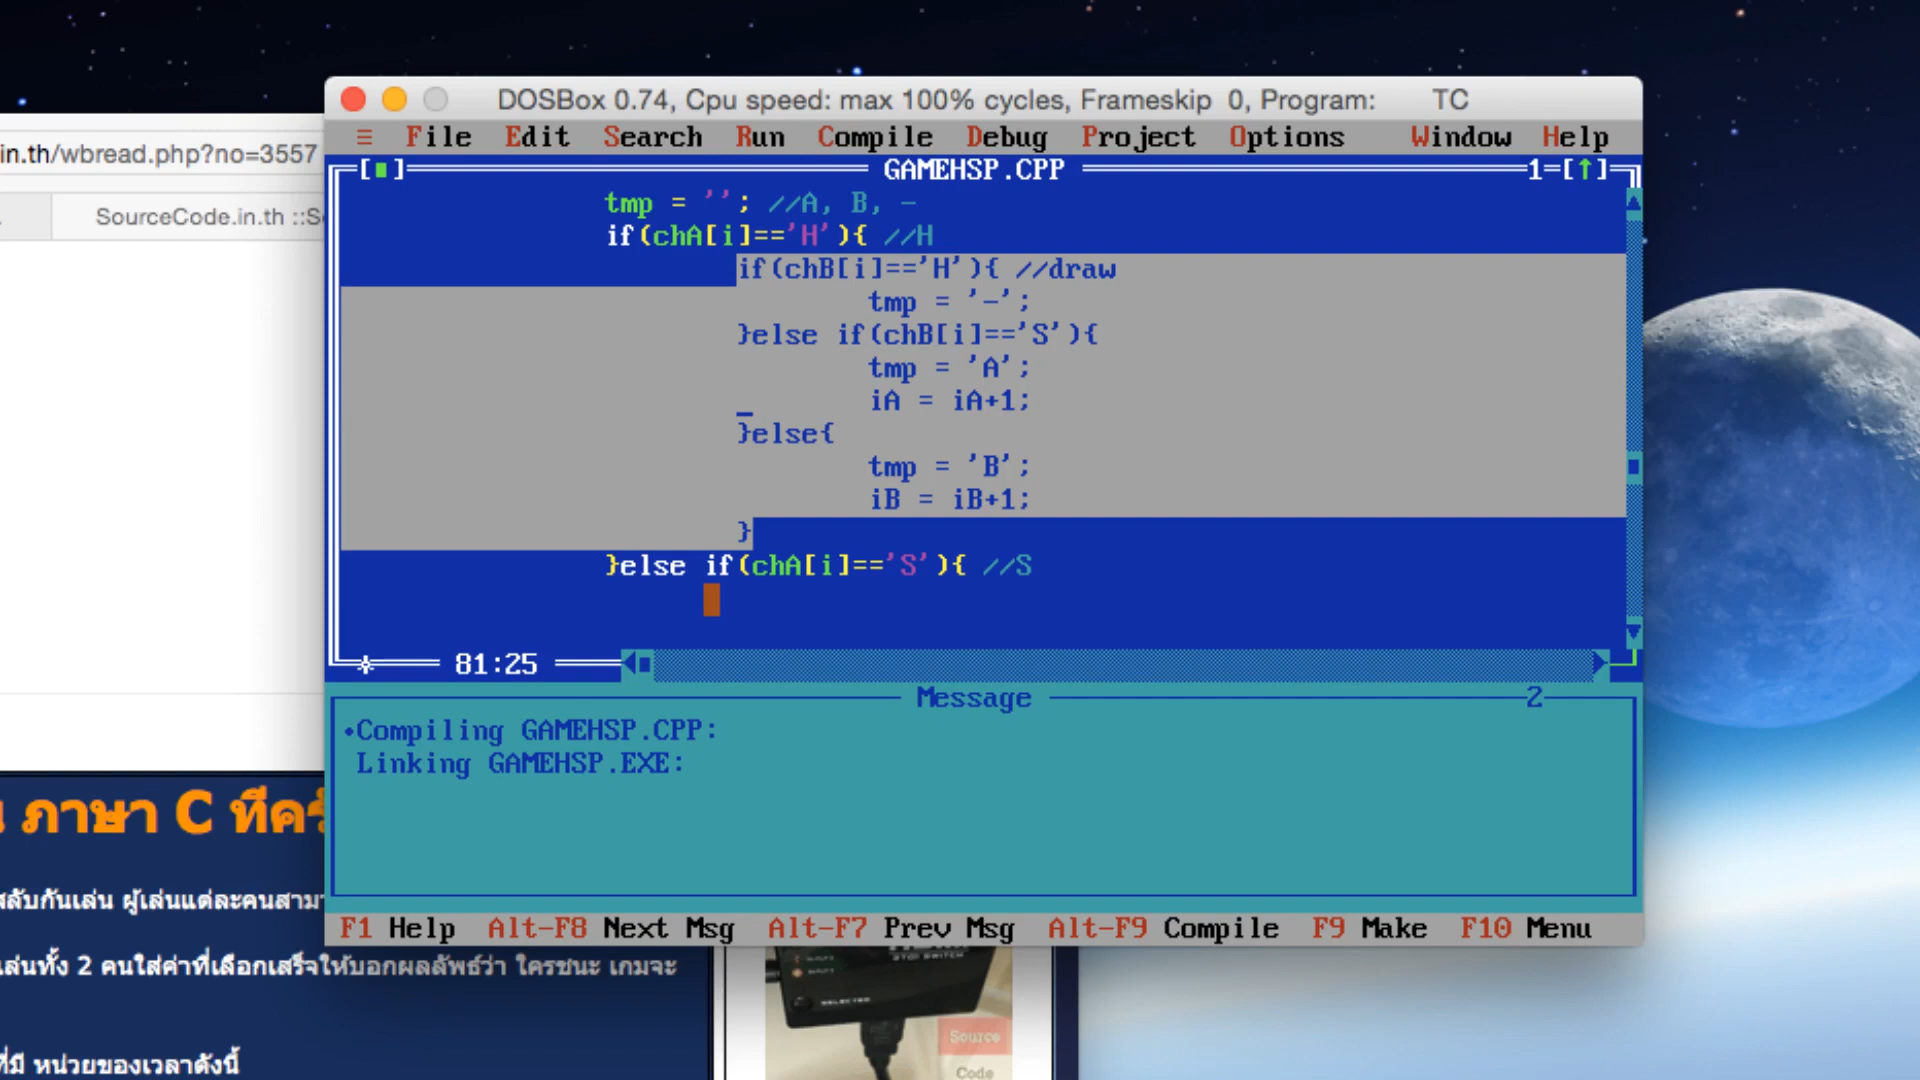 DOSBox 0.74, Cpu speed: max 100% cycles, Frameskip 0, Program: TC
≡ File Edit Search Run Compile Debug Project Options Window Help
in.th/wbread.php?no=3557
[■] GAMEHSP.CPP 1=[↑]
SourceCode.in.th ::S
tmp = ''; //A, B, -
if(chA[i]=='H'){ //H
if(chB[i]=='H'){ //draw
tmp = '-';
}else if(chB[i]=='S'){
tmp = 'A';
iA = iA+1;
}else{
tmp = 'B';
iB = iB+1;
}
}else if(chA[i]=='S'){ //S
81:25
Message 2
•Compiling GAMEHSP.CPP:
Linking GAMEHSP.EXE:
ภาษา C ที่คร
สลับกันเล่น ผู้เล่นแต่ละคนสามา
F1 Help Alt-F8 Next Msg Alt-F7 Prev Msg Alt-F9 Compile F9 Make F10 Menu
เล่นทั้ง 2 คนใส่ค่าที่เลือกเสร็จให้บอกผลลัพธ์ว่า ใครชนะ เกมจะ
SELECTED
Source
Code
ที่มี หน่วยของเวลาดังนี้